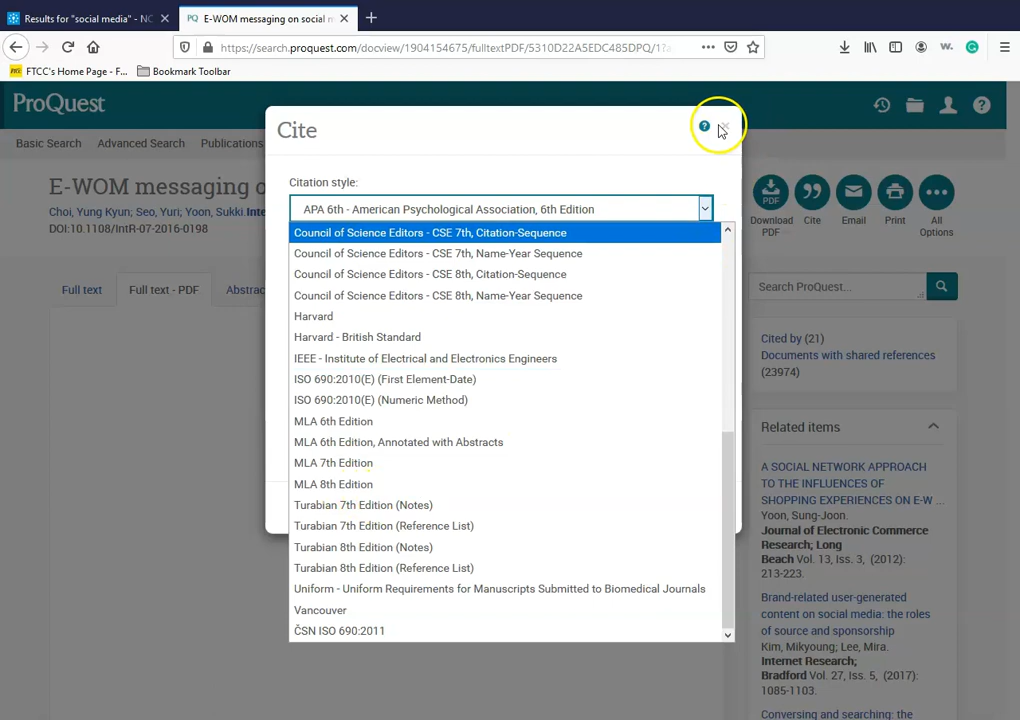 Results for "social media" - NC
E-WOM messaging on social m
https://search.proquest.com/docview/1904154675/fulltextPDF/5310D22A5EDC485DPQ/1?a
FTCC's Home Page - F...
Bookmark Toolbar
ProQuest
Basic Search
Advanced Search
Publications
E-WOM messaging o
Choi, Yung Kyun; Seo, Yuri; Yoon, Sukki.
DOI:10.1108/IntR-07-2016-0198
Download PDF
Cite
Email
Print
All Options
Full text
Full text - PDF
Search ProQuest...
Cited by (21)
Documents with shared references
(23974)
Related items
A SOCIAL NETWORK APPROACH
TO THE INFLUENCES OF
SHOPPING EXPERIENCES ON E-W ...
Yoon, Sung-Joon.
Journal of Electronic Commerce
Research; Long
Beach Vol. 13, Iss. 3, (2012):
213-223.
Brand-related user-generated
content on social media: the roles
of source and sponsorship
Kim, Mikyoung; Lee, Mira.
Internet Research;
Bradford Vol. 27, Iss. 5, (2017):
1085-1103.
Conversing and searching: the
Cite
Citation style:
APA 6th - American Psychological Association, 6th Edition
Council of Science Editors - CSE 7th, Citation-Sequence
Council of Science Editors - CSE 7th, Name-Year Sequence
Council of Science Editors - CSE 8th, Citation-Sequence
Council of Science Editors - CSE 8th, Name-Year Sequence
Harvard
Harvard - British Standard
IEEE - Institute of Electrical and Electronics Engineers
ISO 690:2010(E) (First Element-Date)
ISO 690:2010(E) (Numeric Method)
MLA 6th Edition
MLA 6th Edition, Annotated with Abstracts
MLA 7th Edition
MLA 8th Edition
Turabian 7th Edition (Notes)
Turabian 7th Edition (Reference List)
Turabian 8th Edition (Notes)
Turabian 8th Edition (Reference List)
Uniform - Uniform Requirements for Manuscripts Submitted to Biomedical Journals
Vancouver
ČSN ISO 690:2011